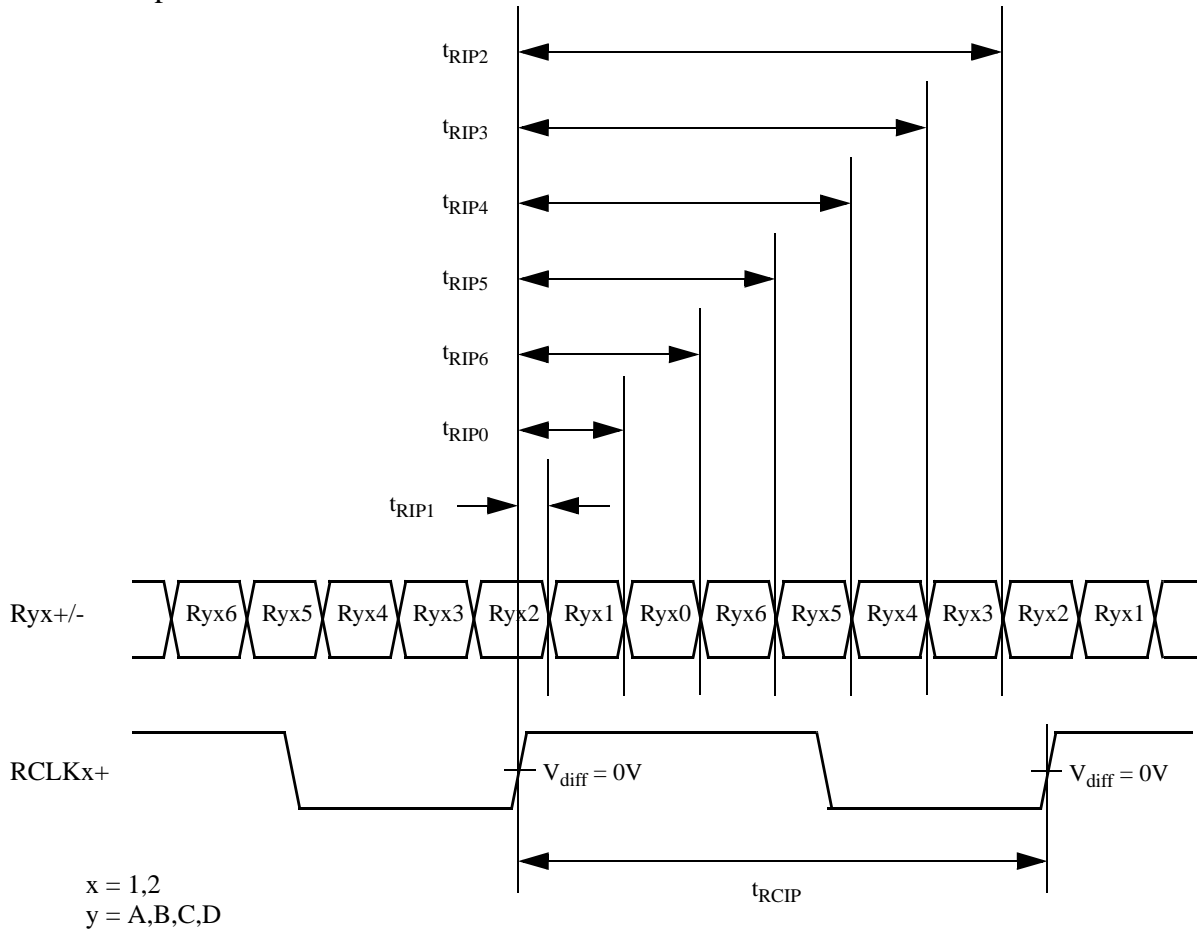 tRIP2
tRIP3
tRIP4
tRIP5
tRIP6
tRIP0
tRIP1
Ryx+/- Ryx6 Ryx5 Ryx4 Ryx3 Ryx2 Ryx1 Ryx0 Ryx6 Ryx5 Ryx4 Ryx3 Ryx2 Ryx1
RCLKx+ Vdiff = 0V Vdiff = 0V
tRCIP
x = 1,2
y = A,B,C,D